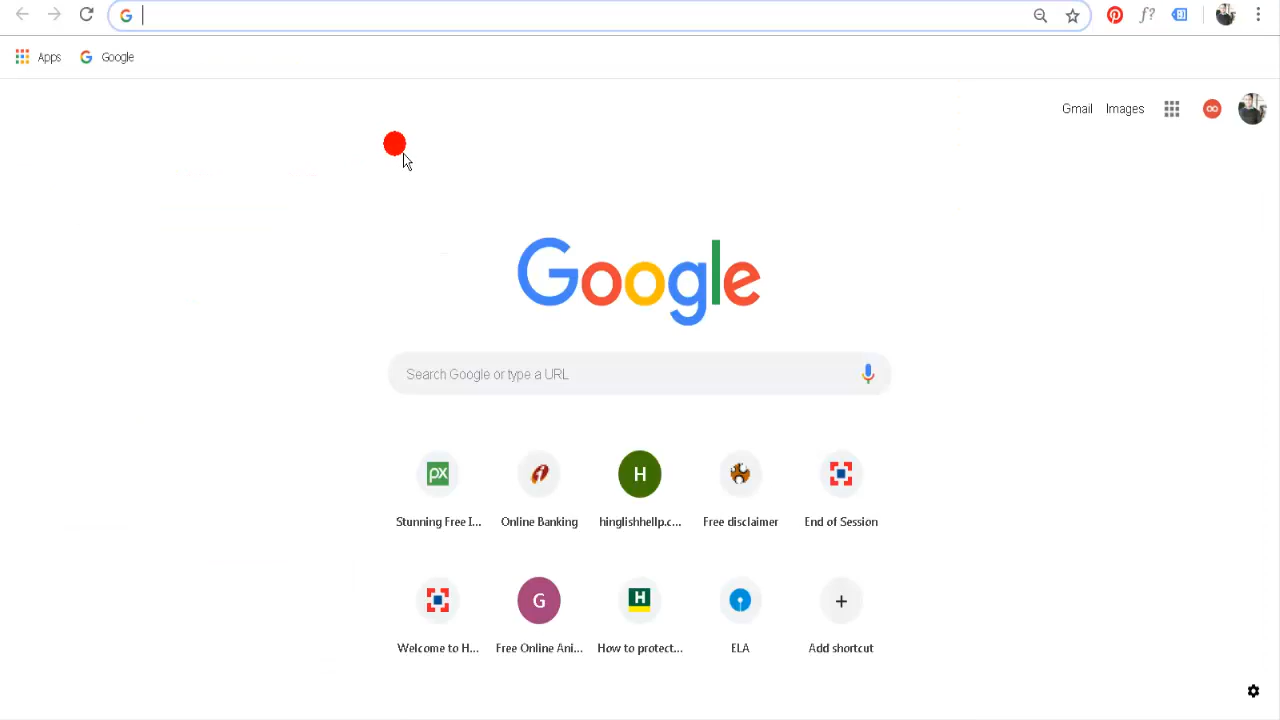 Apps Google
Gmail Images
Google
Search Google or type a URL
Stunning Free I... Online Banking hinglishhellp.c... Free disclaimer End of Session
Welcome to H... Free Online Ani... How to protect... ELA Add shortcut